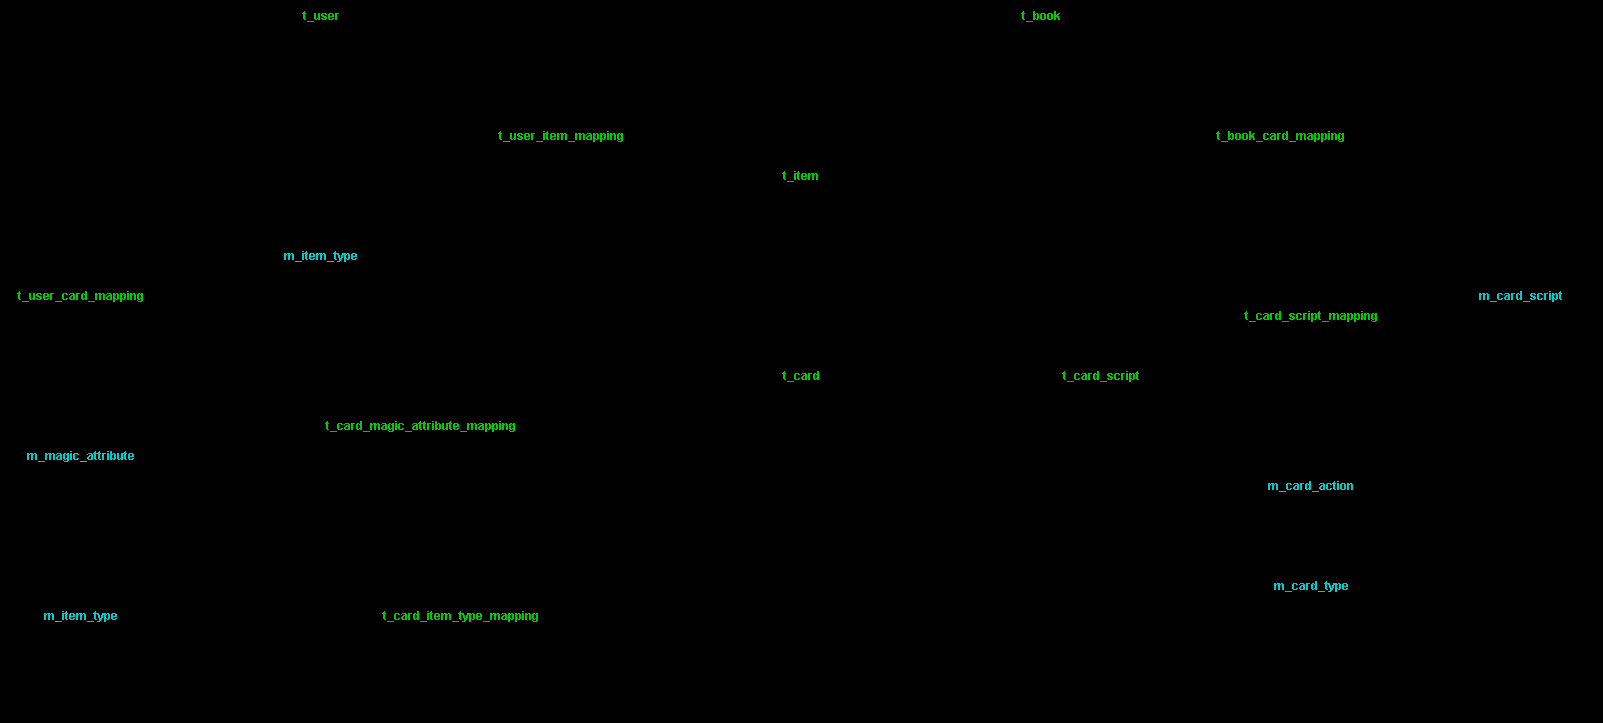 t_user
t_book
t_user_item_mapping
t_book_card_mapping
t_item
m_item_type
t_user_card_mapping
m_card_script
t_card_script_mapping
t_card
t_card_script
t_card_magic_attribute_mapping
m_magic_attribute
m_card_action
m_card_type
m_item_type
t_card_item_type_mapping